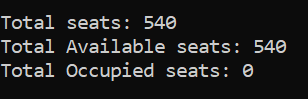 Total seats: 540
Total Available seats: 540
Total Occupied seats: 0